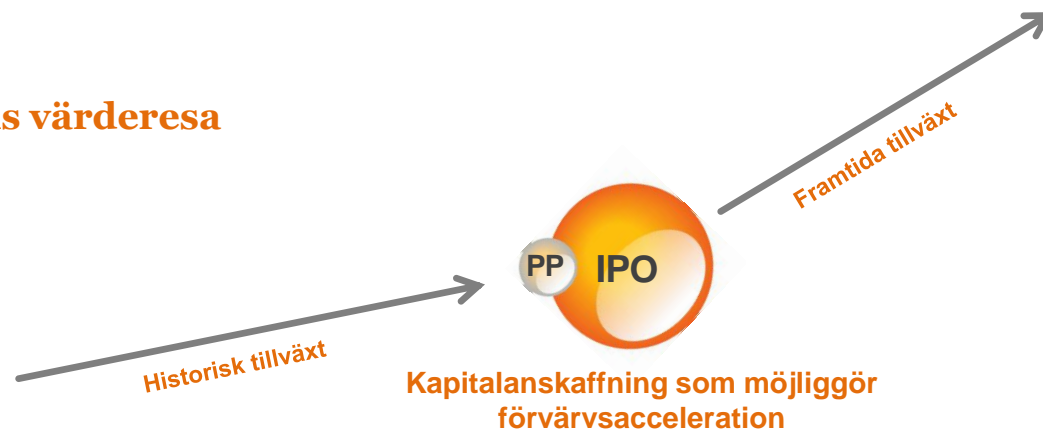 s värderesa
Framtida tillväxt
PP IPO
Historisk tillväxt
Kapitalanskaffning som möjliggör
förvärvsacceleration